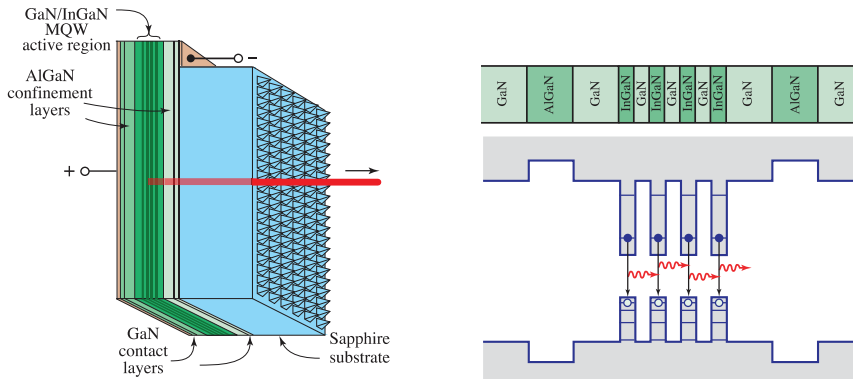 GaN/InGaN
MQW
active region
AlGaN
confinement
layers
−
+
GaN
contact
layers
Sapphire
substrate
GaN
AlGaN
GaN
InGaN
GaN
InGaN
GaN
InGaN
GaN
InGaN
GaN
AlGaN
GaN